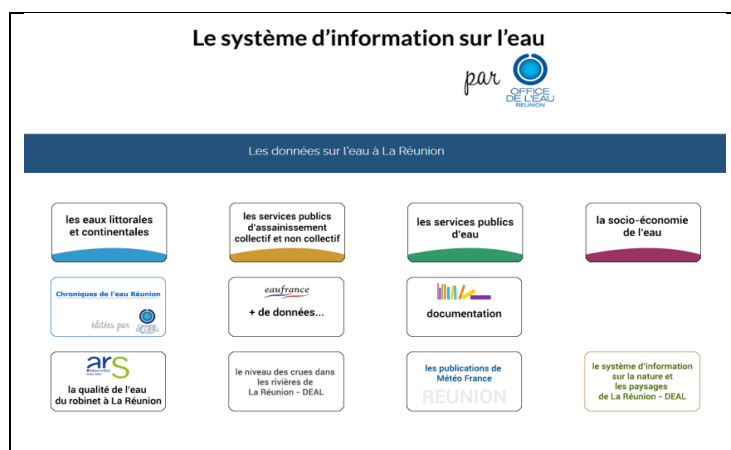 Le système d'information sur l'eau
par
OFFICE
DE L'EAU
RÉUNION
Les données sur l'eau à La Réunion
les eaux littorales
et continentales
les services publics
d'assainissement
collectif et non collectif
les services publics
d'eau
la socio-économie
de l'eau
Chroniques de l'eau Réunion
éditées par
eaufrance
+ de données...
documentation
ars
la qualité de l'eau
du robinet à La Réunion
le niveau des crues dans
les rivières de
La Réunion - DEAL
les publications de
Météo France
REUNION
le système d'information
sur la nature et
les paysages
de La Réunion - DEAL